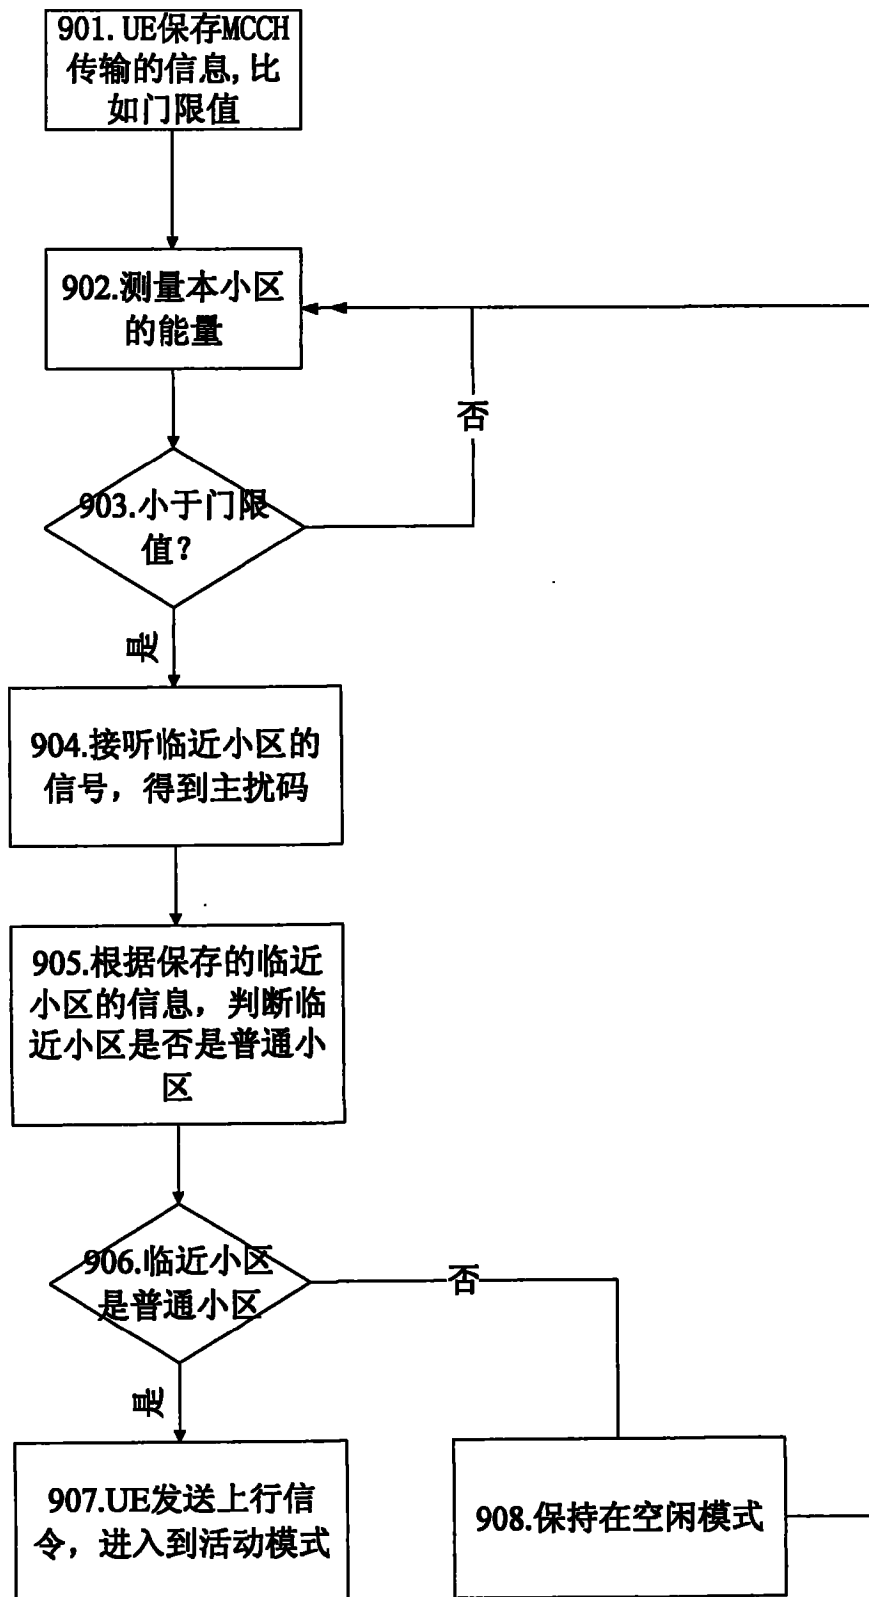 901. UE保存MCCH
传输的信息, 比
如门限值
902.测量本小区
的能量
否
903.小于门限
值？
是
904.接听临近小区的
信号，得到主扰码
905.根据保存的临近
小区的信息，判断临
近小区是否是普通小
区
906.临近小区
是普通小区
否
是
907.UE发送上行信
令，进入到活动模式
908.保持在空闲模式